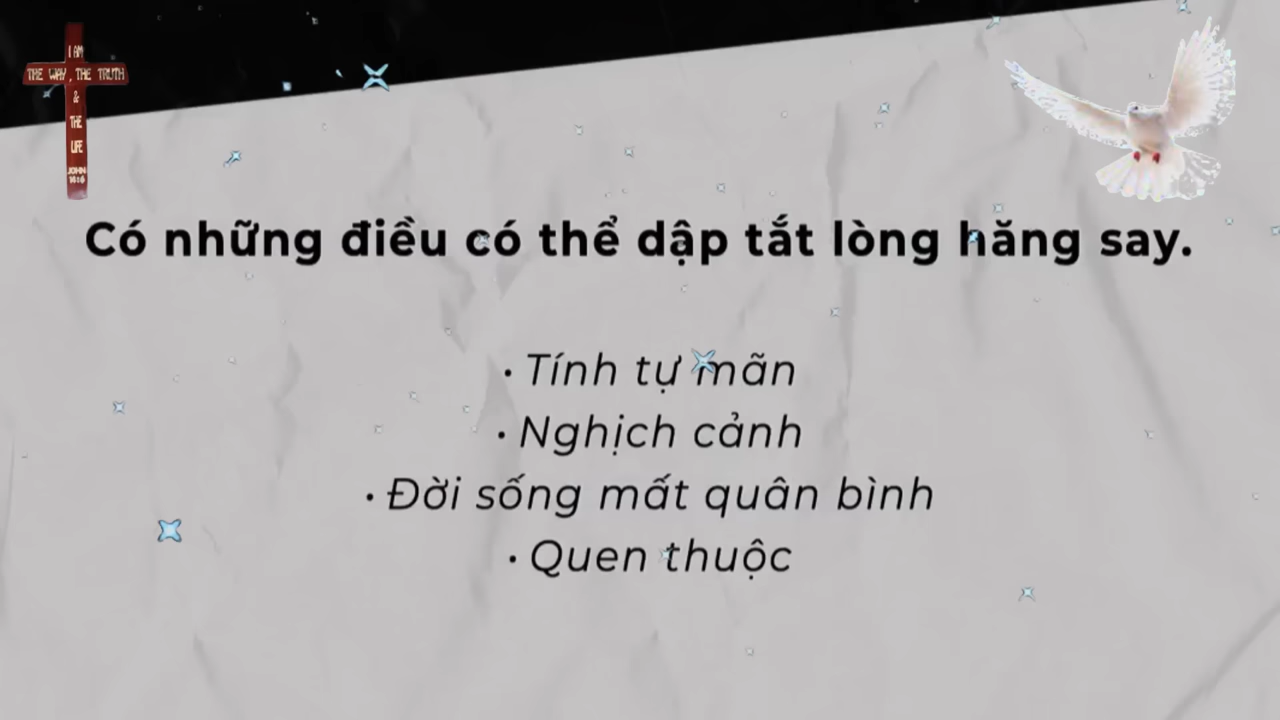 I AM
THE WAY, THE TRUTH
&
THE
LIFE
JOHN
14:6
Có những điều có thể dập tắt lòng hăng say.
• Tính tự mãn
• Nghịch cảnh
• Đời sống mất quân bình
• Quen thuộc